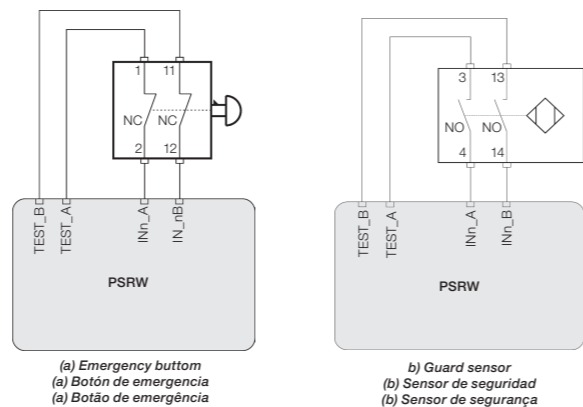 1 11
NC NC
2 12
TEST_B TEST_A INn_A IN_nB
PSRW
(a) Emergency buttom
(a) Botón de emergencia
(a) Botão de emergência
3 13
NO NO
4 14
TEST_B TEST_A INn_A INn_B
PSRW
b) Guard sensor
(b) Sensor de seguridad
(b) Sensor de segurança